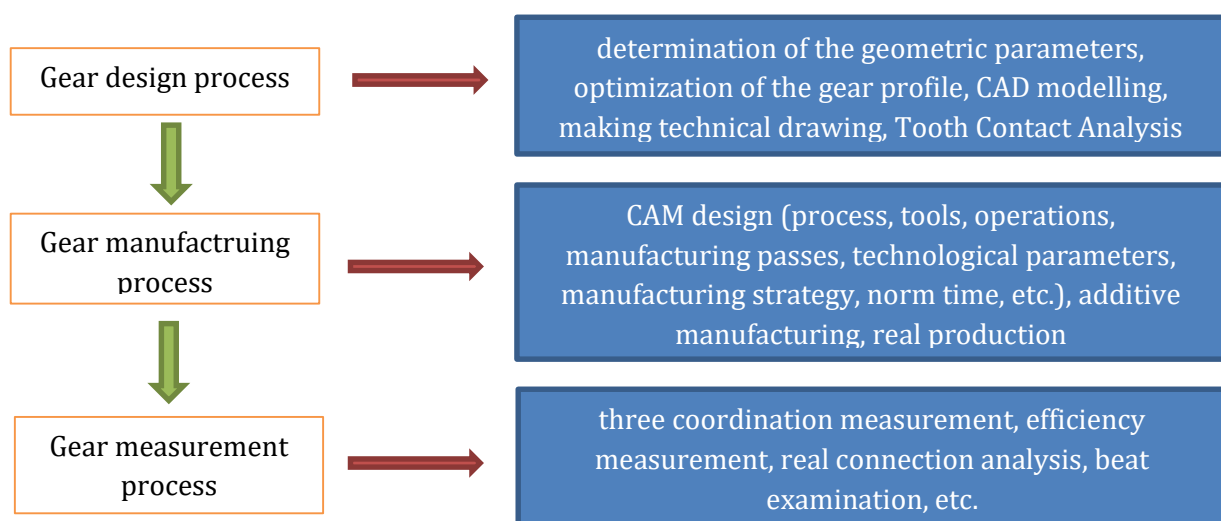 Gear design process
determination of the geometric parameters,
optimization of the gear profile, CAD modelling,
making technical drawing, Tooth Contact Analysis
Gear manufactruing
process
CAM design (process, tools, operations,
manufacturing passes, technological parameters,
manufacturing strategy, norm time, etc.), additive
manufacturing, real production
Gear measurement
process
three coordination measurement, efficiency
measurement, real connection analysis, beat
examination, etc.